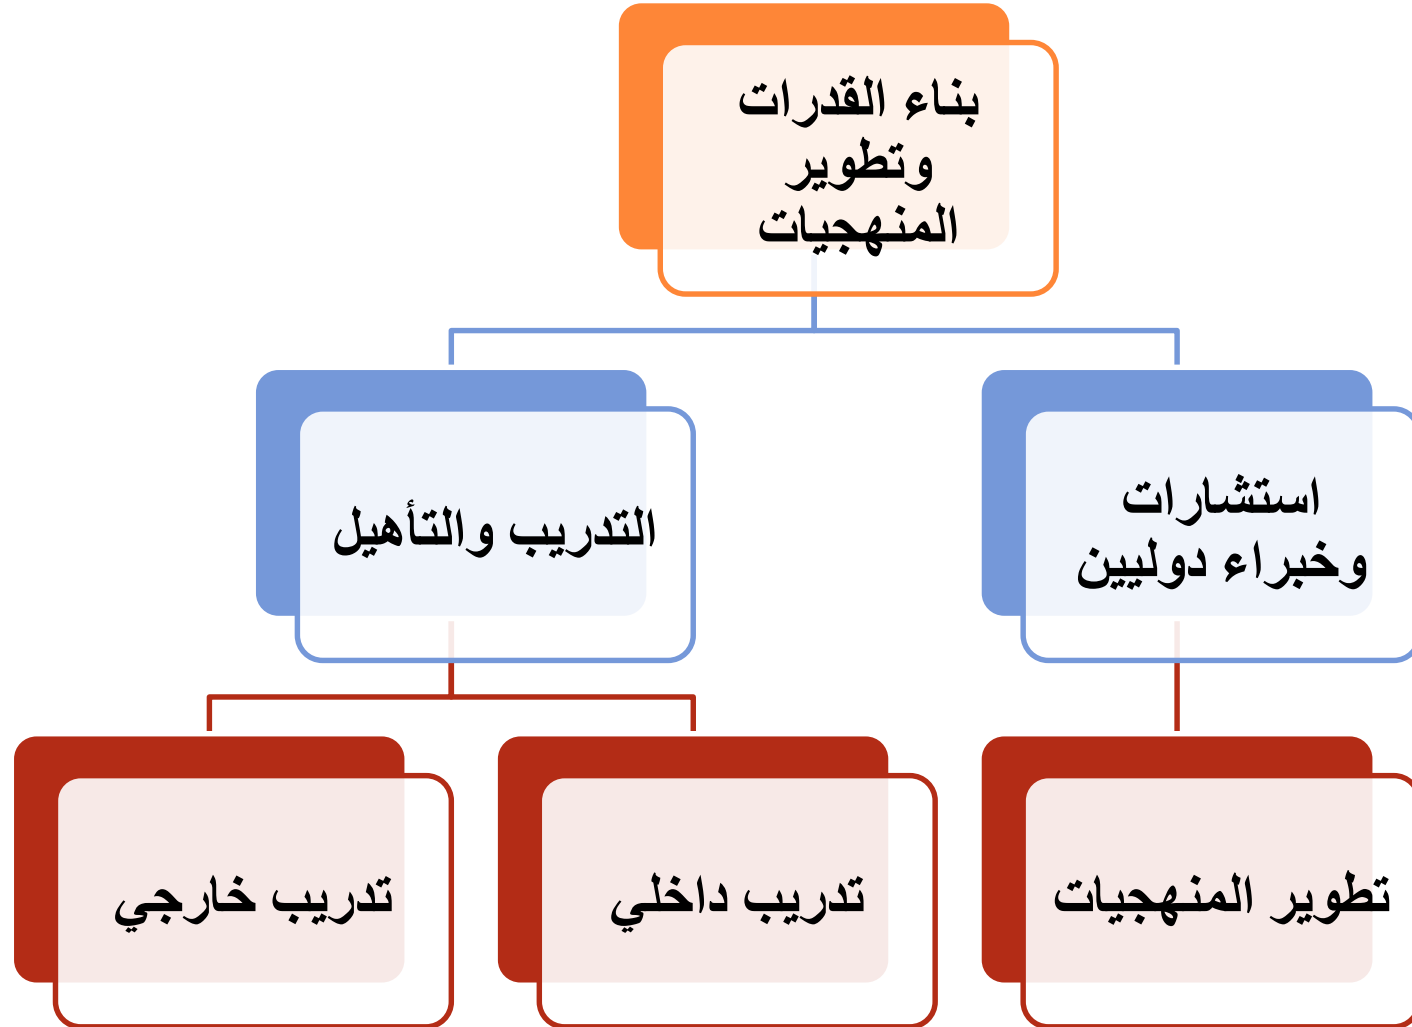 بناء القدرات
وتطوير
المنهجيات
استشارات
وخبراء دوليين
التدريب والتأهيل
تطوير المنهجيات
تدريب داخلي
تدريب خارجي